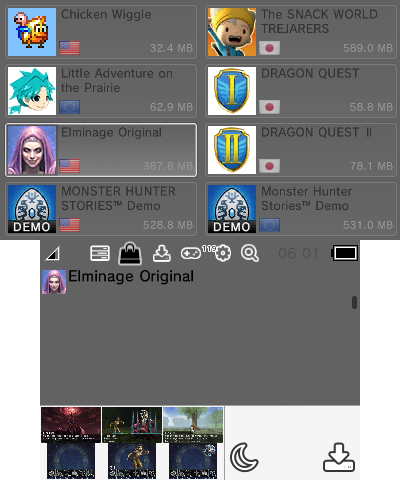 Chicken Wiggle
32.4 MB
The SNACK WORLD
TREJARERS
589.0 MB
Little Adventure on
the Prairie
62.9 MB
DRAGON QUEST
58.8 MB
Elminage Original
387.8 MB
DRAGON QUEST II
78.1 MB
MONSTER HUNTER
STORIES™ Demo
DEMO
528.8 MB
Monster Hunter
Stories™ Demo
DEMO
531.0 MB
06 01
Elminage Original